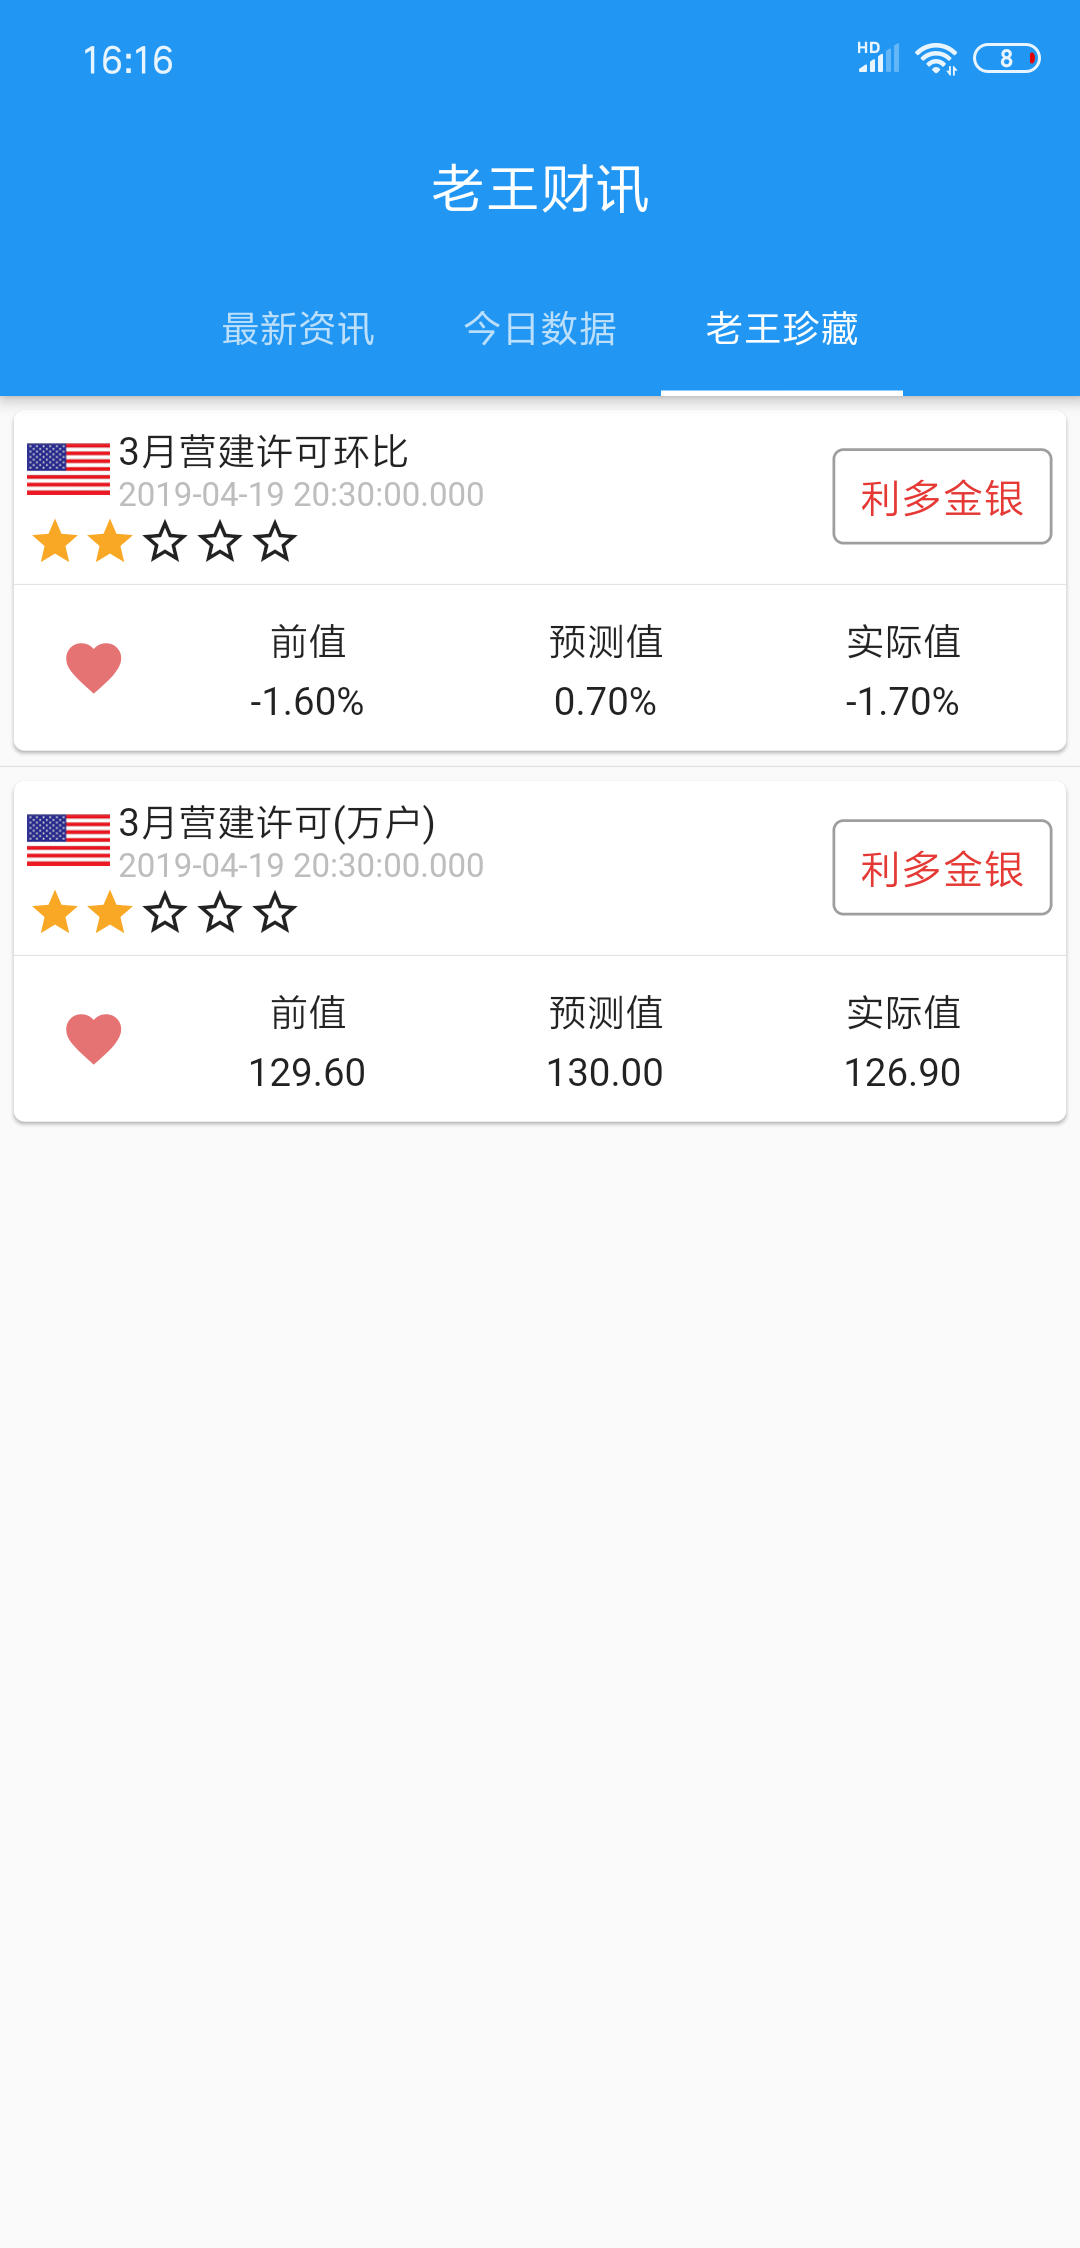 16:16
HD
8
老王财讯
最新资讯 今日数据 老王珍藏
3月营建许可环比
2019-04-19 20:30:00.000
利多金银
前值 预测值 实际值
-1.60% 0.70% -1.70%
3月营建许可(万户)
2019-04-19 20:30:00.000
利多金银
前值 预测值 实际值
129.60 130.00 126.90